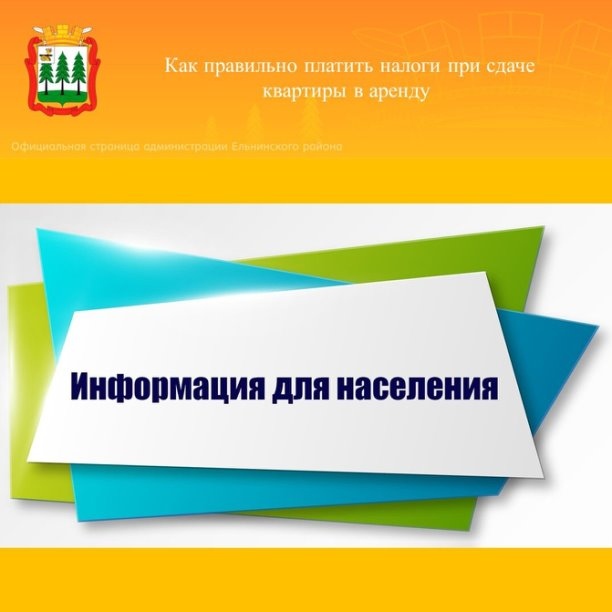 Как правильно платить налоги при сдаче
квартиры в аренду
Официальная страница администрации Ельнинского района
Информация для населения